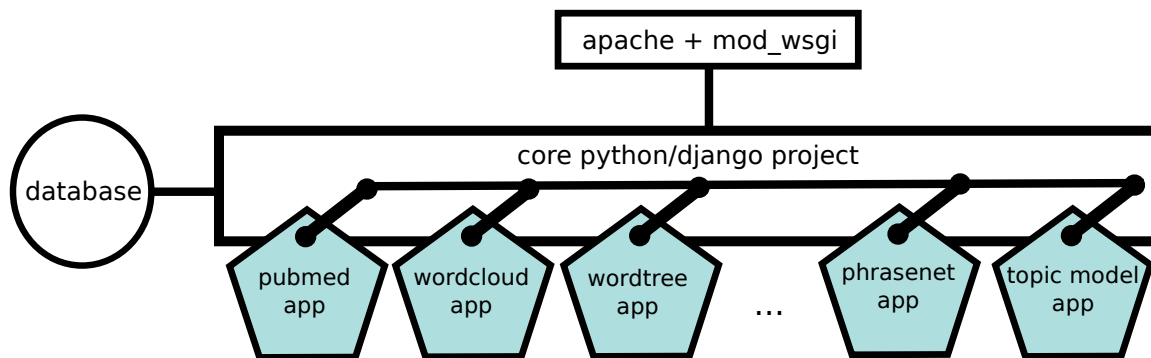 apache + mod_wsgi
core python/django project
database
pubmed
app
wordcloud
app
wordtree
app
...
phrasenet
app
topic model
app